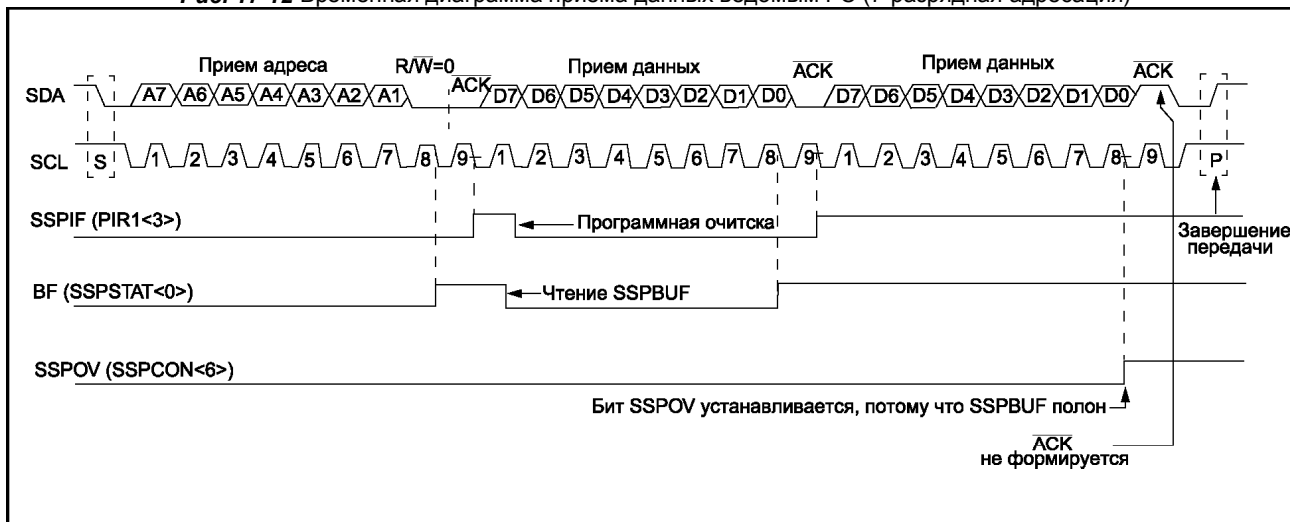 Прием адреса R/W=0 ACK Прием данных ACK Прием данных ACK
SDA A7 A6 A5 A4 A3 A2 A1 D7 D6 D5 D4 D3 D2 D1 D0 D7 D6 D5 D4 D3 D2 D1 D0
SCL S 1 2 3 4 5 6 7 8 9 1 2 3 4 5 6 7 8 9 1 2 3 4 5 6 7 8 9 P
SSPIF (PIR1<3>)
Программная очитска
Завершение
передачи
BF (SSPSTAT<0>)
Чтение SSPBUF
SSPOV (SSPCON<6>)
Бит SSPOV устанавливается, потому что SSPBUF полон
ACK
не формируется